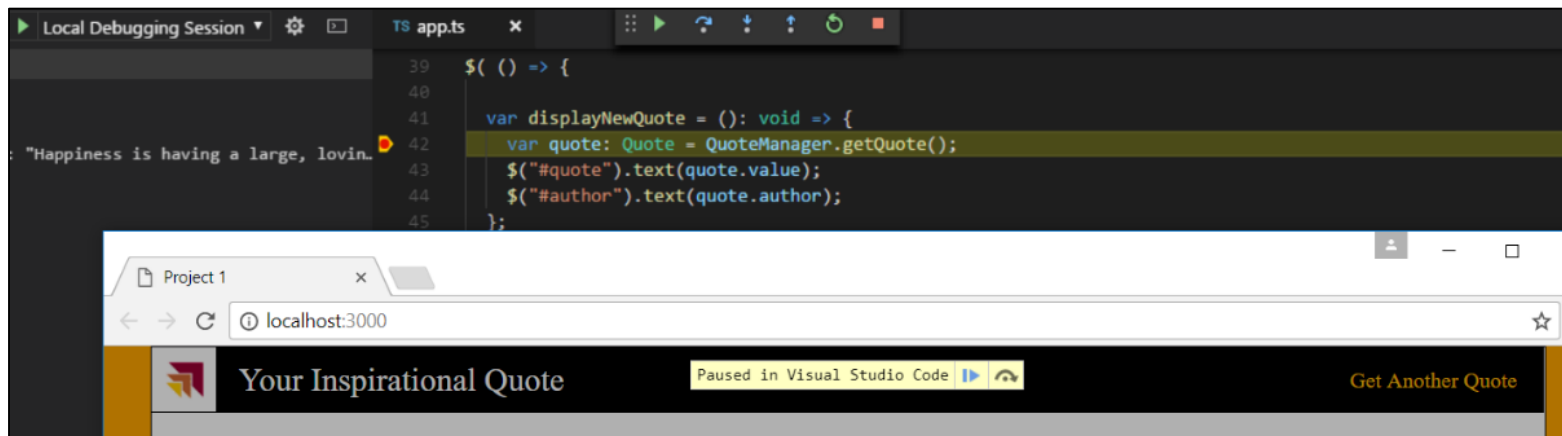 Local Debugging Session
TS app.ts
39 $( () => {
40
41 var displayNewQuote = (): void => {
: "Happiness is having a large, lovin… 42 var quote: Quote = QuoteManager.getQuote();
43 $("#quote").text(quote.value);
44 $("#author").text(quote.author);
45 };
Project 1
localhost:3000
Your Inspirational Quote
Paused in Visual Studio Code
Get Another Quote